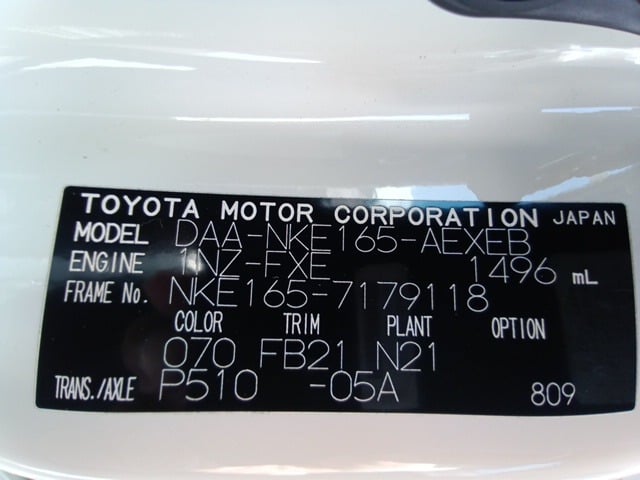 TOYOTA MOTOR CORPORATION JAPAN
MODEL DAA-NKE165-AEXEB
ENGINE 1NZ-FXE 1496 mL
FRAME No. NKE165-7179118
COLOR TRIM PLANT OPTION
070 FB21 N21
TRANS./AXLE P510 -05A 809